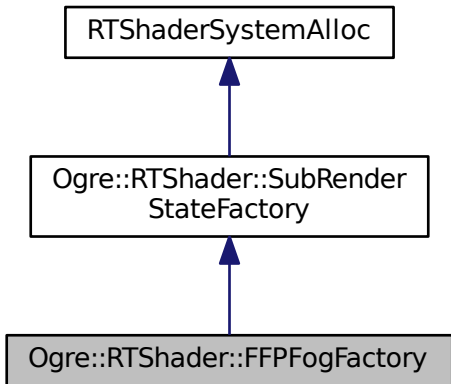 RTShaderSystemAlloc
Ogre::RTShader::SubRender
StateFactory
Ogre::RTShader::FFPFogFactory